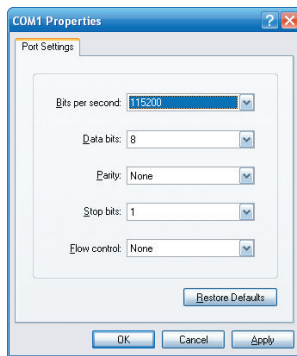 COM1 Properties
Port Settings
Bits per second: 115200
Data bits: 8
Parity: None
Stop bits: 1
Flow control: None
Restore Defaults
OK Cancel Apply